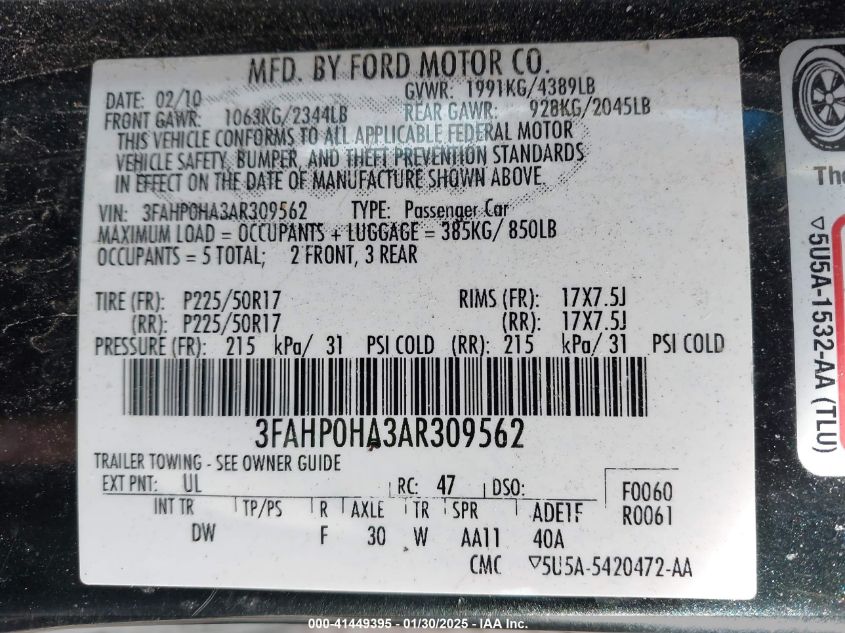 MFD. BY FORD MOTOR CO.
DATE: 02/10 GVWR: 1991KG/4389LB
FRONT GAWR: 1063KG/2344LB REAR GAWR: 928KG/2045LB
THIS VEHICLE CONFORMS TO ALL APPLICABLE FEDERAL MOTOR
VEHICLE SAFETY, BUMPER, AND THEFT PREVENTION STANDARDS
IN EFFECT ON THE DATE OF MANUFACTURE SHOWN ABOVE.
VIN: 3FAHP0HA3AR309562 TYPE: Passenger Car
MAXIMUM LOAD = OCCUPANTS + LUGGAGE = 385KG/ 850LB
OCCUPANTS = 5 TOTAL; 2 FRONT, 3 REAR
TIRE (FR): P225/50R17 RIMS (FR): 17X7.5J
(RR): P225/50R17 (RR): 17X7.5J
PRESSURE (FR): 215 kPa/ 31 PSI COLD (RR): 215 kPa/ 31 PSI COLD
3FAHP0HA3AR309562
TRAILER TOWING - SEE OWNER GUIDE
EXT PNT: UL RC: 47 DSO: F0060
INT TR TP/PS R AXLE TR SPR ADE1F R0061
DW F 30 W AA11 40A
CMC ▽5U5A-5420472-AA
The
▽5U5A-1532-AA (TLU)
000-41449395 - 01/30/2025 - IAA Inc.